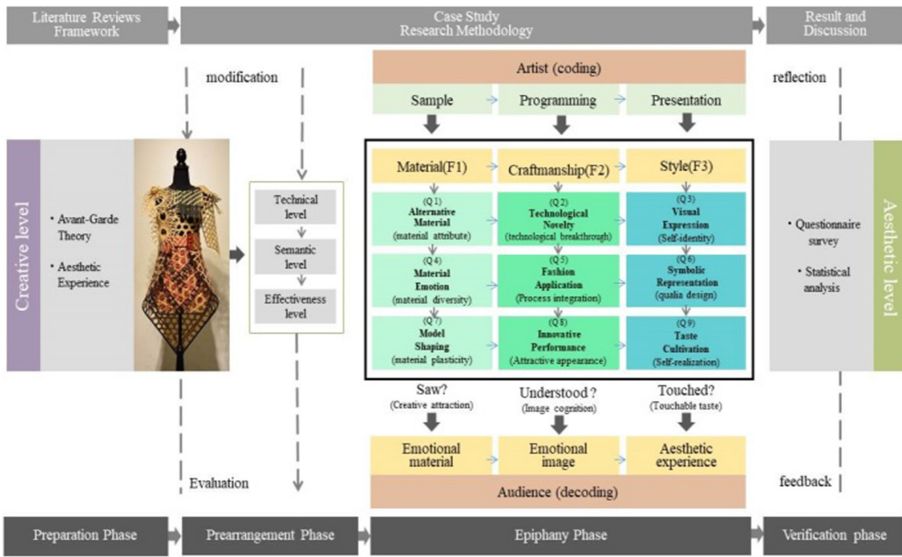 Literature Reviews
Framework
Case Study
Research Methodology
Result and
Discussion
modification
Artist (coding)
reflection
Sample
Programming
Presentation
Creative level
• Avant-Garde
Theory
• Aesthetic
Experience
Technical
level
Semantic
level
Effectiveness
level
Material(F1)
Craftmanship(F2)
Style(F3)
(Q 1)
Alternative
Material
(material attribute)
(Q 2)
Technological
Novelty
(technological breakthrough)
(Q 3)
Visual
Expression
(Self-identity)
(Q 4)
Material
Emotion
(material diversity)
(Q 5)
Fashion
Application
(Process integration)
(Q 6)
Symbolic
Representation
(qualia design)
(Q 7)
Model
Shaping
(material plasticity)
(Q 8)
Innovative
Performance
(Attractive appearance)
(Q 9)
Taste
Cultivation
(Self-realization)
• Questionnaire
survey
• Statistical
analysis
Aesthetic level
Saw?
(Creative attraction)
Understood ?
(Image cognition)
Touched?
(Touchable taste)
Emotional
material
Emotional
image
Aesthetic
experience
Evaluation
Audience (decoding)
feedback
Preparation Phase
Prearrangement Phase
Epiphany Phase
Verification phase